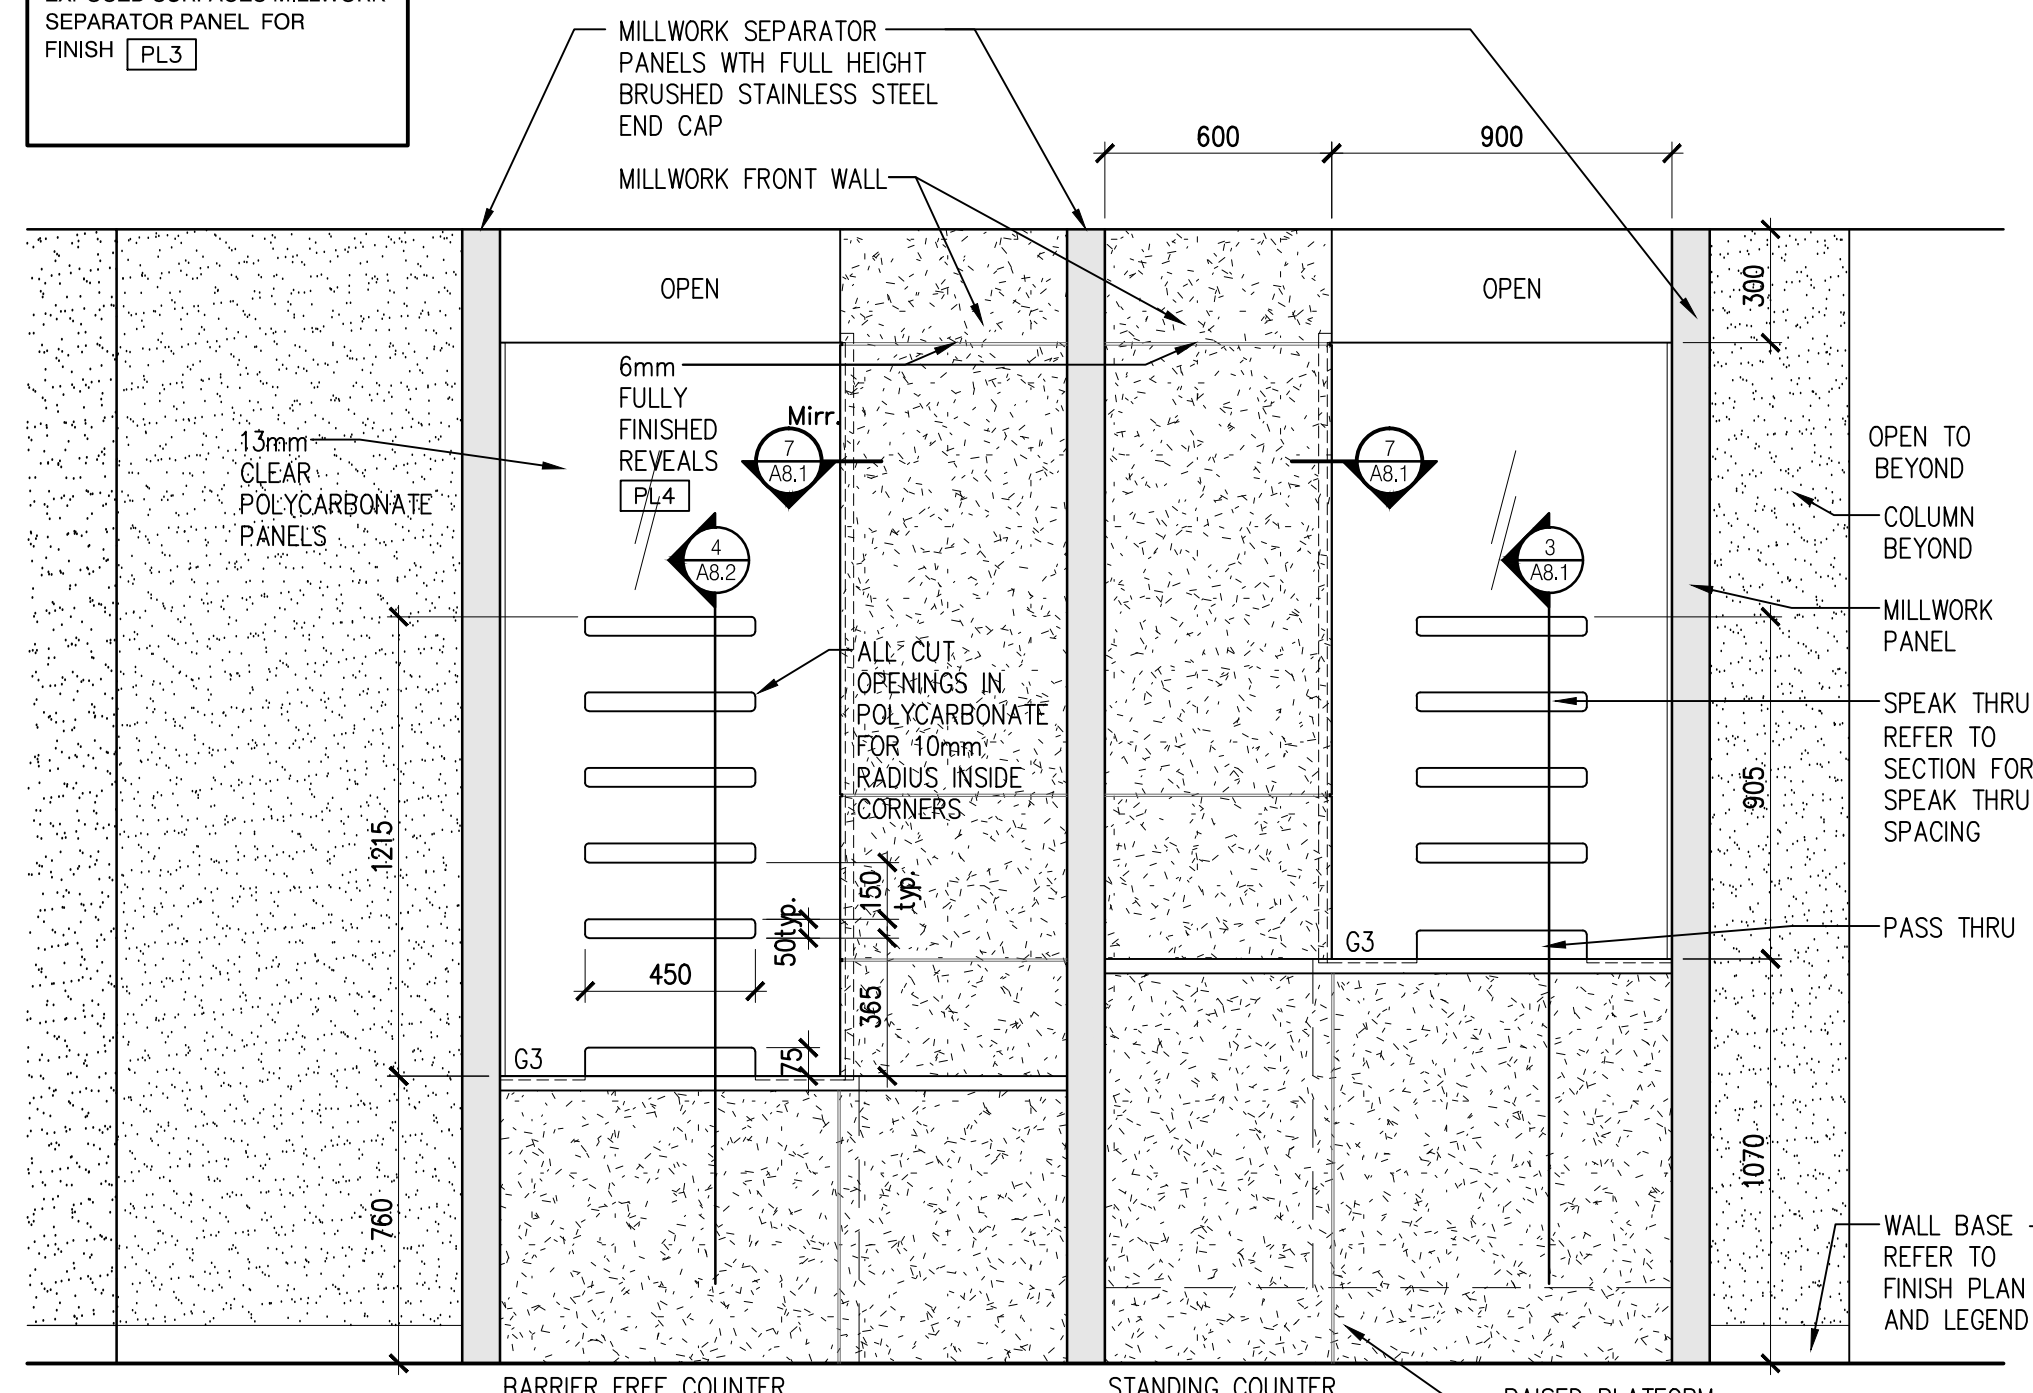 EXPOSED SURFACES MILLWORK
SEPARATOR PANEL FOR
FINISH PL3
MILLWORK SEPARATOR
PANELS WTH FULL HEIGHT
BRUSHED STAINLESS STEEL
END CAP
MILLWORK FRONT WALL
600
900
OPEN
OPEN
300
6mm
FULLY
FINISHED
REVEALS
PL4
Mirr.
7
A8.1
7
A8.1
13mm
CLEAR
POLYCARBONATE
PANELS
4
A8.2
3
A8.1
OPEN TO
BEYOND
COLUMN
BEYOND
MILLWORK
PANEL
ALL CUT
OPENINGS IN
POLYCARBONATE
FOR 10mm
RADIUS INSIDE
CORNERS
SPEAK THRU
REFER TO
SECTION FOR
SPEAK THRU
SPACING
905
1215
150
typ.
50typ.
450
365
75
G3
G3
PASS THRU
760
1070
WALL BASE -
REFER TO
FINISH PLAN
AND LEGEND
BARRIER FREE COUNTER
STANDING COUNTER
RAISED PLATFORM